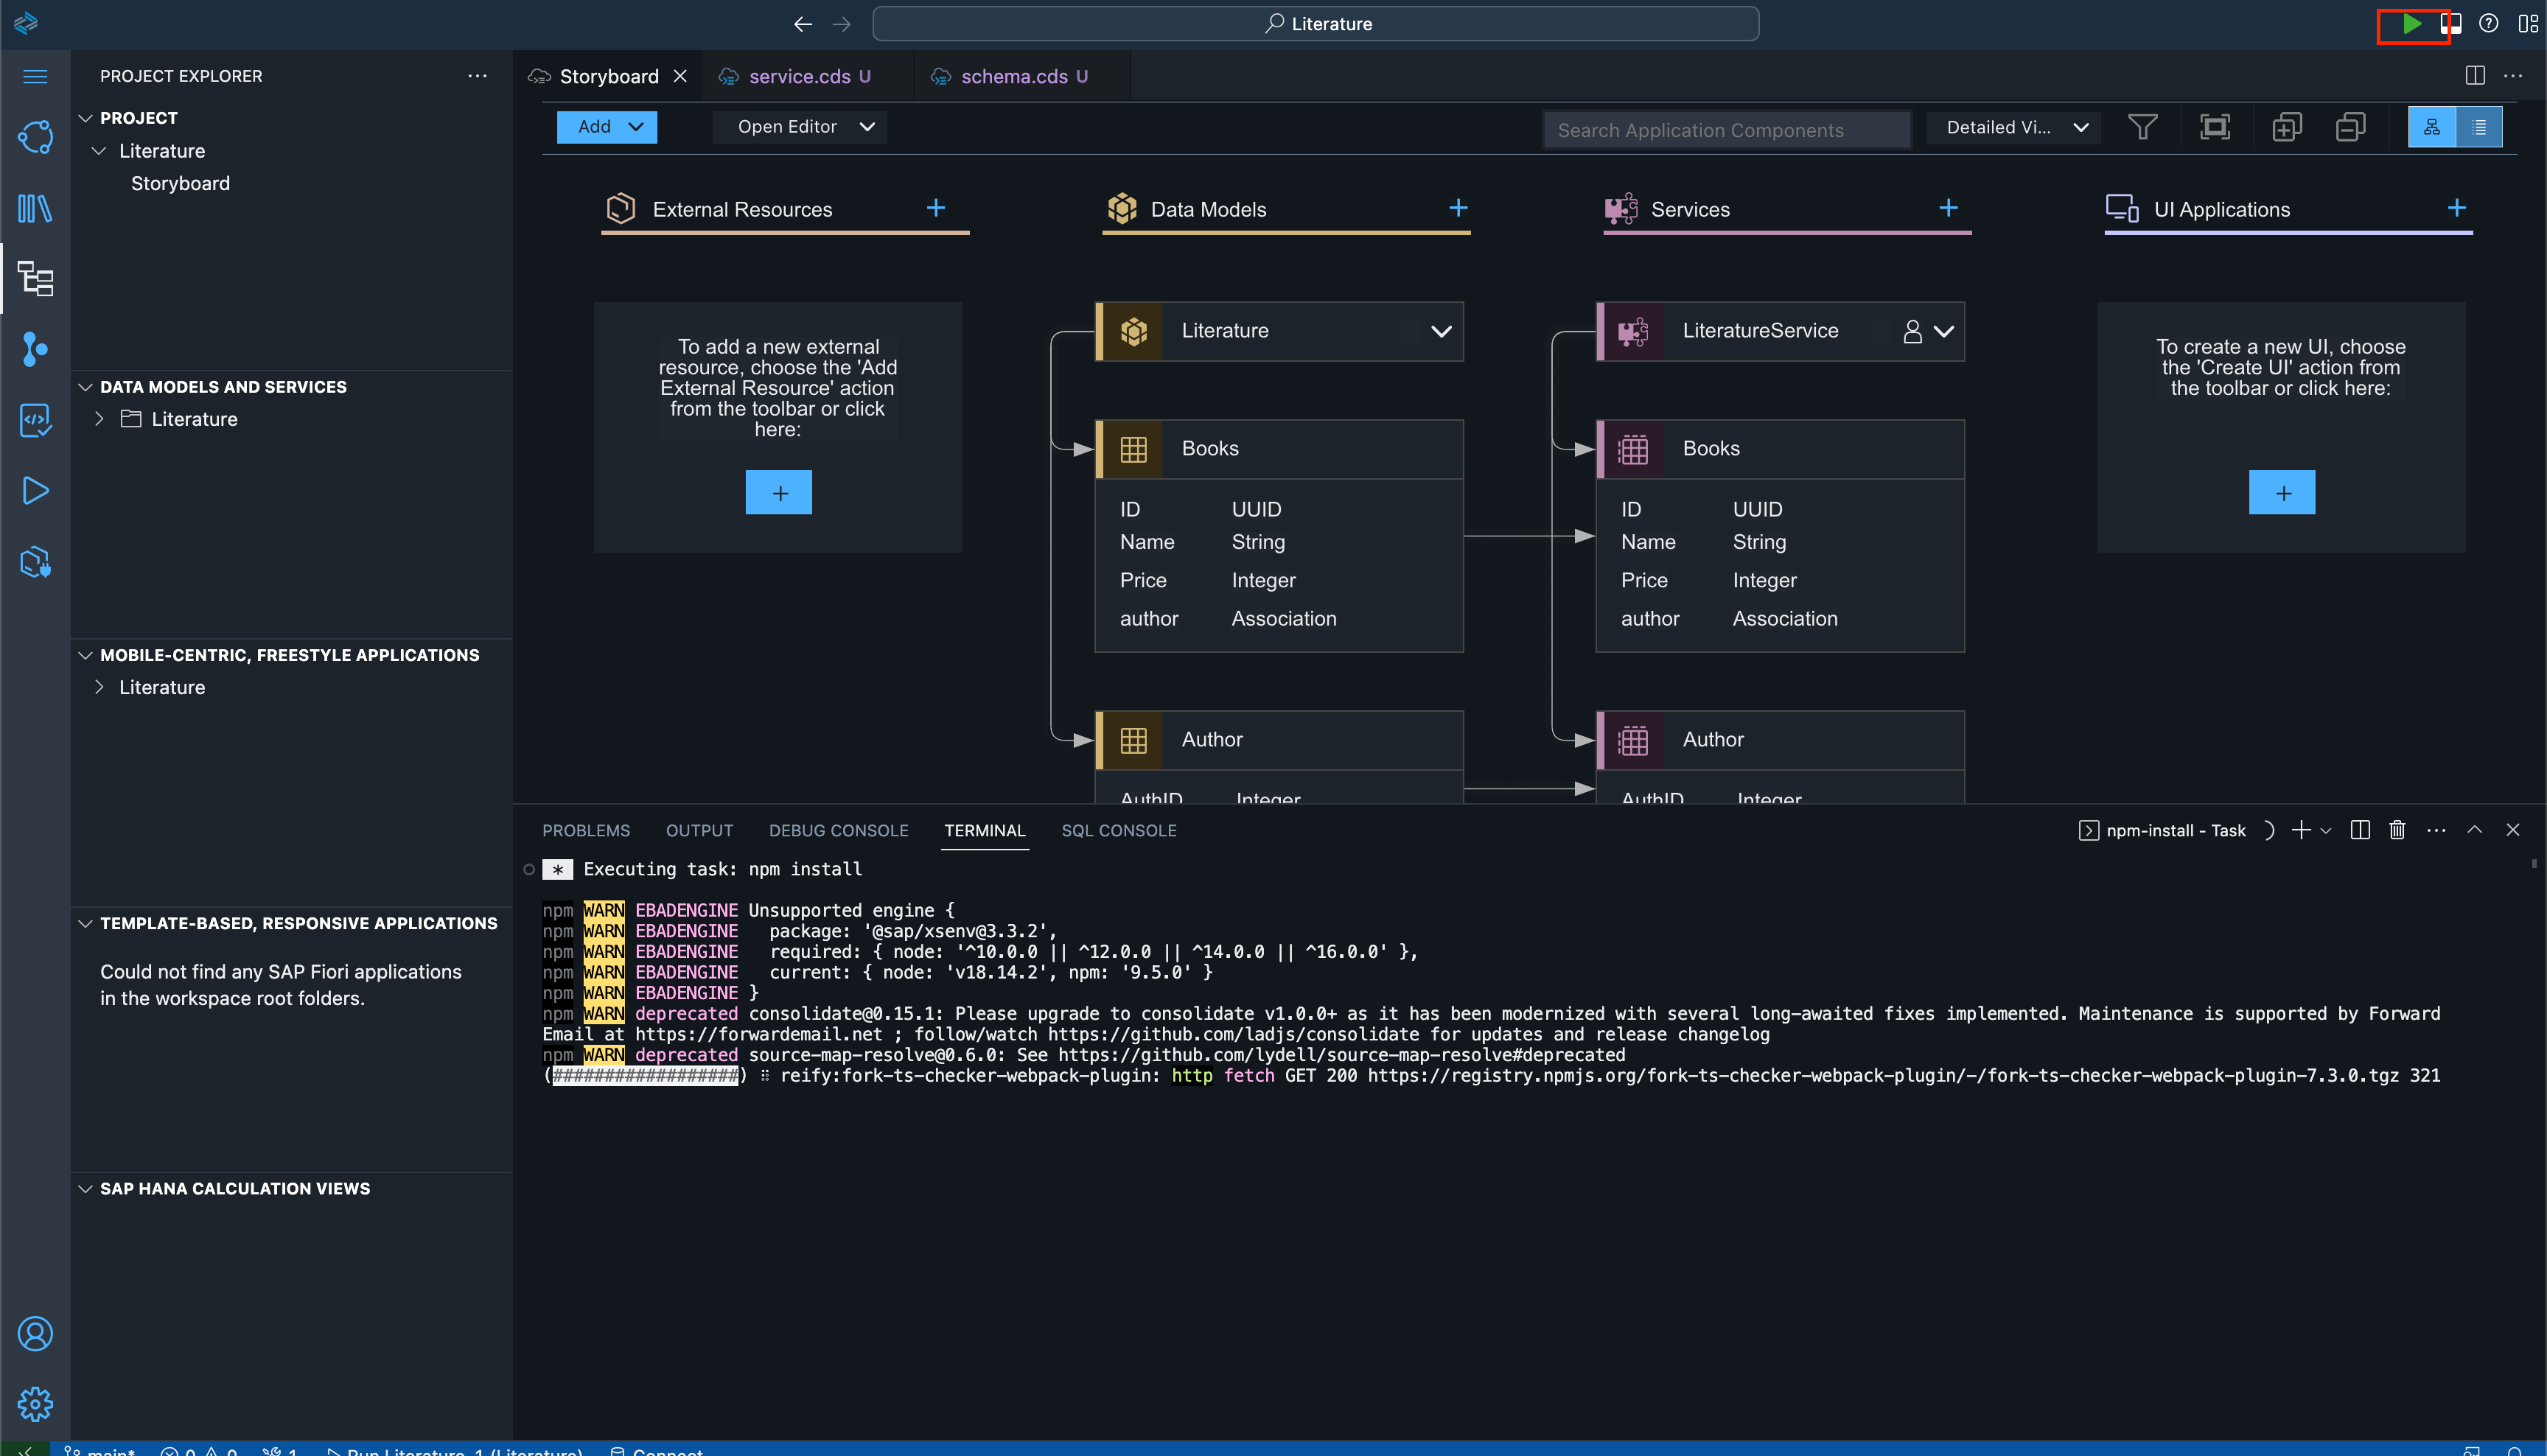 Literature
PROJECT EXPLORER
PROJECT
Literature
Storyboard
DATA MODELS AND SERVICES
Literature
MOBILE-CENTRIC, FREESTYLE APPLICATIONS
Literature
TEMPLATE-BASED, RESPONSIVE APPLICATIONS
Could not find any SAP Fiori applications
in the workspace root folders.
SAP HANA CALCULATION VIEWS
Storyboard
service.cds U
schema.cds U
Add
Open Editor
Search Application Components
Detailed Vi...
External Resources
Data Models
Services
UI Applications
To add a new external
resource, choose the 'Add
External Resource' action
from the toolbar or click
here:
+
Literature
Books
ID UUID
Name String
Price Integer
author Association
Author
AuthID Integer
LiteratureService
Books
ID UUID
Name String
Price Integer
author Association
Author
AuthID Integer
To create a new UI, choose
the 'Create UI' action from
the toolbar or click here:
+
PROBLEMS OUTPUT DEBUG CONSOLE TERMINAL SQL CONSOLE
npm-install - Task
* Executing task: npm install
npm WARN EBADENGINE Unsupported engine {
npm WARN EBADENGINE   package: '@sap/xsenv@3.3.2',
npm WARN EBADENGINE   required: { node: '^10.0.0 || ^12.0.0 || ^14.0.0 || ^16.0.0' },
npm WARN EBADENGINE   current: { node: 'v18.14.2', npm: '9.5.0' }
npm WARN EBADENGINE }
npm WARN deprecated consolidate@0.15.1: Please upgrade to consolidate v1.0.0+ as it has been modernized with several long-awaited fixes implemented. Maintenance is supported by Forward
Email at https://forwardemail.net ; follow/watch https://github.com/ladjs/consolidate for updates and release changelog
npm WARN deprecated source-map-resolve@0.6.0: See https://github.com/lydell/source-map-resolve#deprecated
(##################) ⠿ reify:fork-ts-checker-webpack-plugin: http fetch GET 200 https://registry.npmjs.org/fork-ts-checker-webpack-plugin/-/fork-ts-checker-webpack-plugin-7.3.0.tgz 321
main* 0 0 1 Run Literature-1 (Literature) Connect